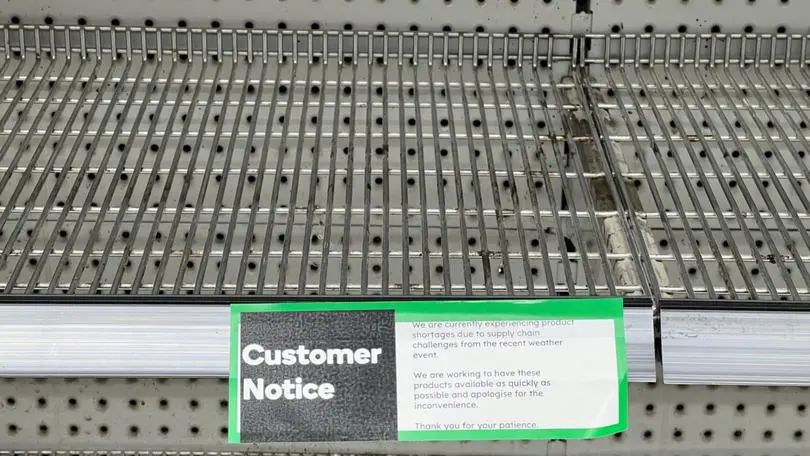 Customer
Notice
We are currently experiencing product
shortages due to supply chain
challenges from the recent weather
event.
We are working to have these
products available as quickly as
possible and apologise for the
inconvenience.
Thank you for your patience.